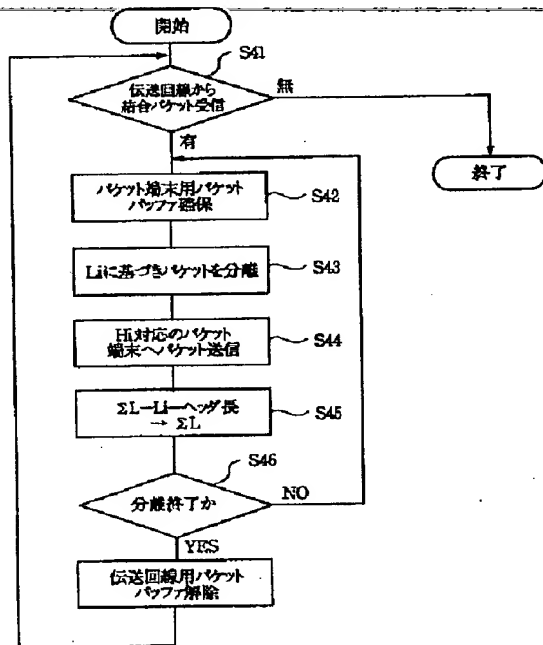 開始
S41
伝送回線から
結合パケット受信
無
有
終了
パケット端末用パケット
バッファ確保
S42
Liに基づきパケットを分離
S43
Hi対応のパケット
端末へパケット送信
S44
ΣL－Li－ヘッダ長
→ ΣL
S45
S46
分離終了か
NO
YES
伝送回線用パケット
バッファ解除